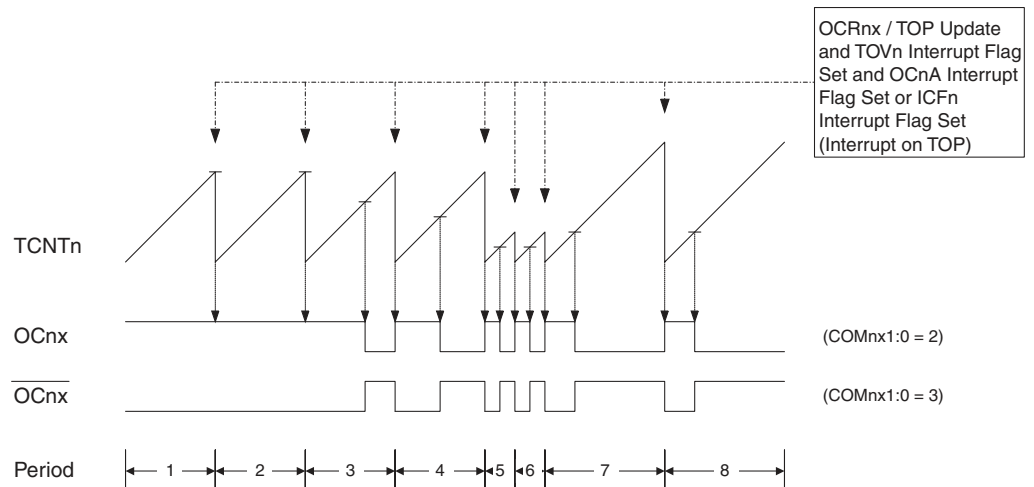 OCRnx / TOP Update
and TOVn Interrupt Flag
Set and OCnA Interrupt
Flag Set or ICFn
Interrupt Flag Set
(Interrupt on TOP)
TCNTn
OCnx
(COMnx1:0 = 2)
OCnx
(COMnx1:0 = 3)
Period 1 2 3 4 5 6 7 8